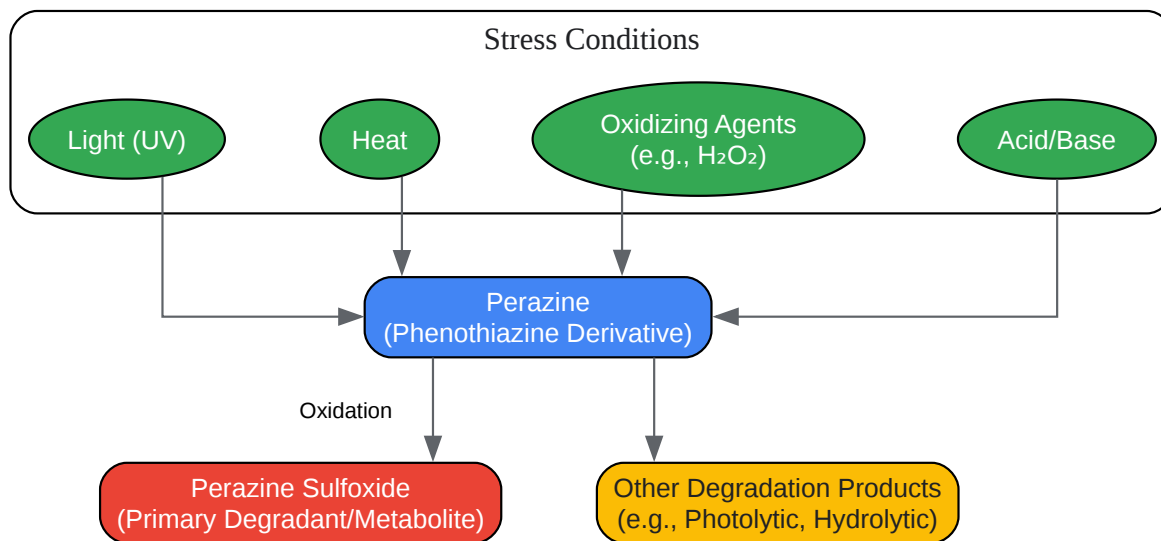 Stress Conditions
Light (UV)
Heat
Oxidizing Agents
(e.g., H₂O₂)
Acid/Base
Perazine
(Phenothiazine Derivative)
Oxidation
Perazine Sulfoxide
(Primary Degradant/Metabolite)
Other Degradation Products
(e.g., Photolytic, Hydrolytic)